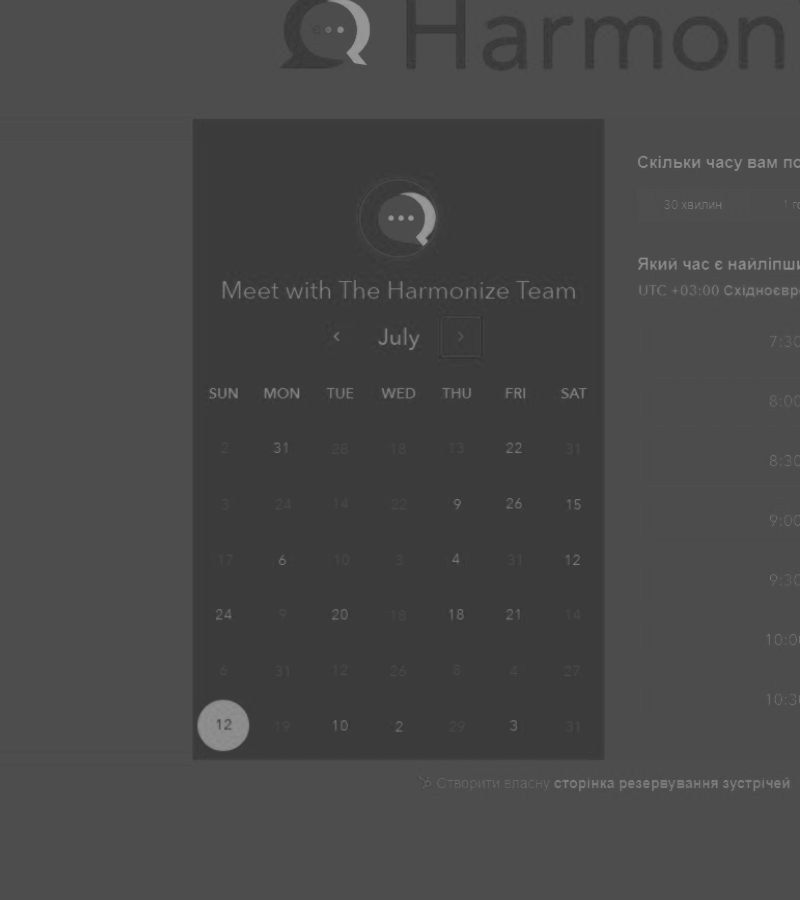 Harmon
Скільки часу вам по
30 хвилин 1 го
Який час є найліпши
UTC +03:00 Східноєвро
Meet with The Harmonize Team
July
SUN MON TUE WED THU FRI SAT
2 31 28 18 13 22 31
3 24 14 22 9 26 15
17 6 10 3 4 31 12
24 9 20 18 18 21 14
6 31 12 26 8 4 27
12 19 10 2 29 3 31
7:30
8:00
8:30
9:00
9:30
10:00
10:30
Створити власну сторінка резервування зустрічей